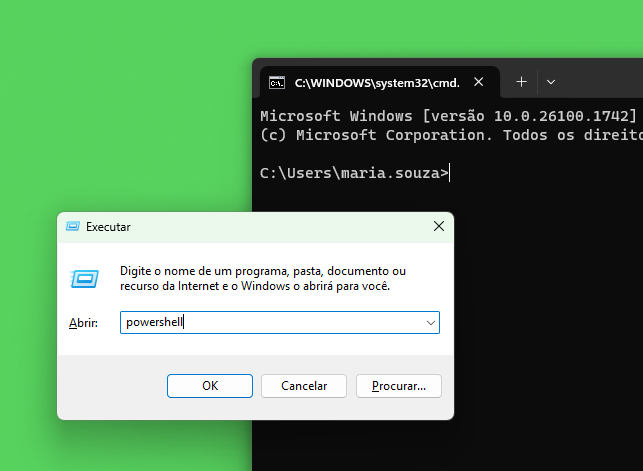 C:\WINDOWS\system32\cmd.
Microsoft Windows [versão 10.0.26100.1742]
(c) Microsoft Corporation. Todos os direito
C:\Users\maria.souza>
Executar
Digite o nome de um programa, pasta, documento ou
recurso da Internet e o Windows o abrirá para você.
Abrir: powershell
OK Cancelar Procurar...